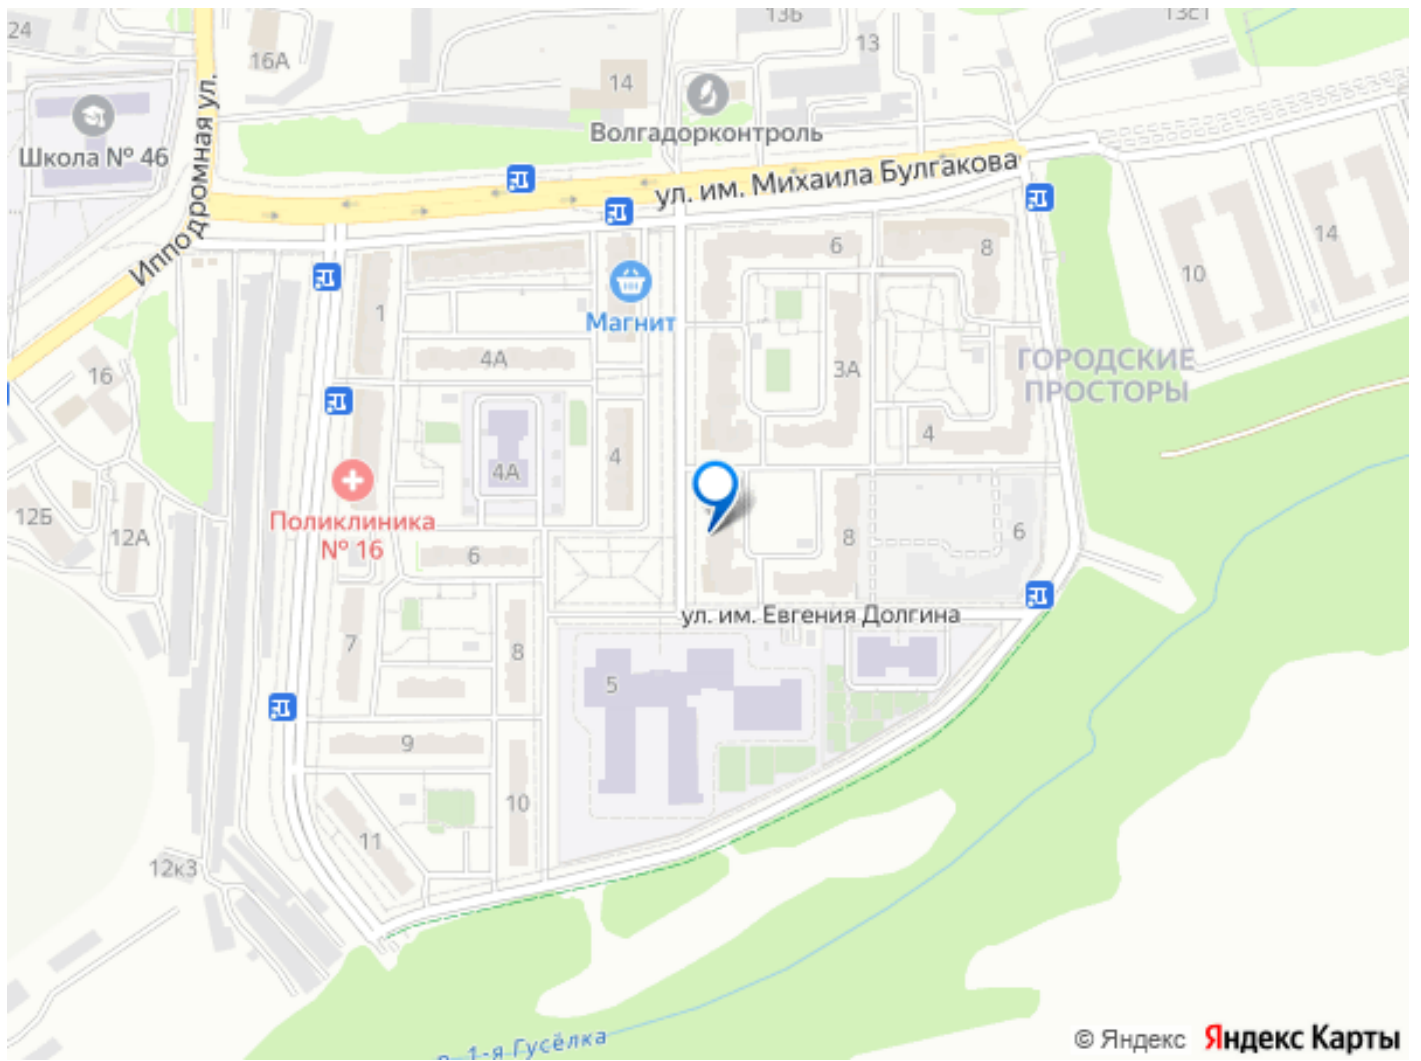 24
16А
13Б
13
13с1
14
Волгадорконтроль
Школа № 46
Ипподромная ул.
ул. им. Михаила Булгакова
6
8
10
14
1
Магнит
4А
3А
ГОРОДСКИЕ
ПРОСТОРЫ
16
4
4
4А
Поликлиника
№ 16
12Б
12А
6
8
6
ул. им. Евгения Долгина
7
8
5
9
10
11
12к3
р. 1-я Гусёлка
© Яндекс Яндекс Карты